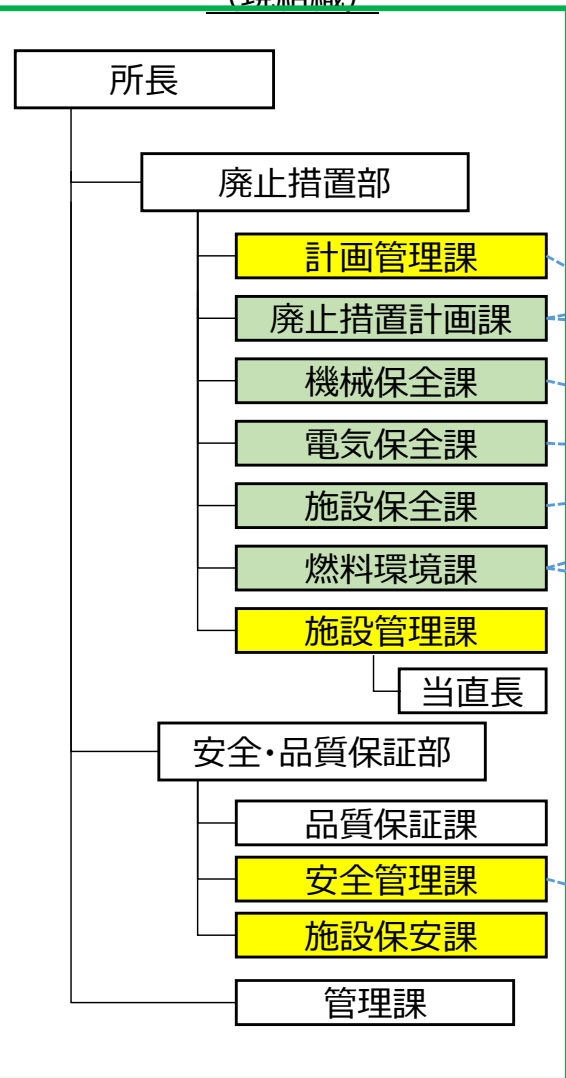 所長
廃止措置部
計画管理課
廃止措置計画課
機械保全課
電気保全課
施設保全課
燃料環境課
施設管理課
当直長
安全・品質保証部
品質保証課
安全管理課
施設保安課
管理課